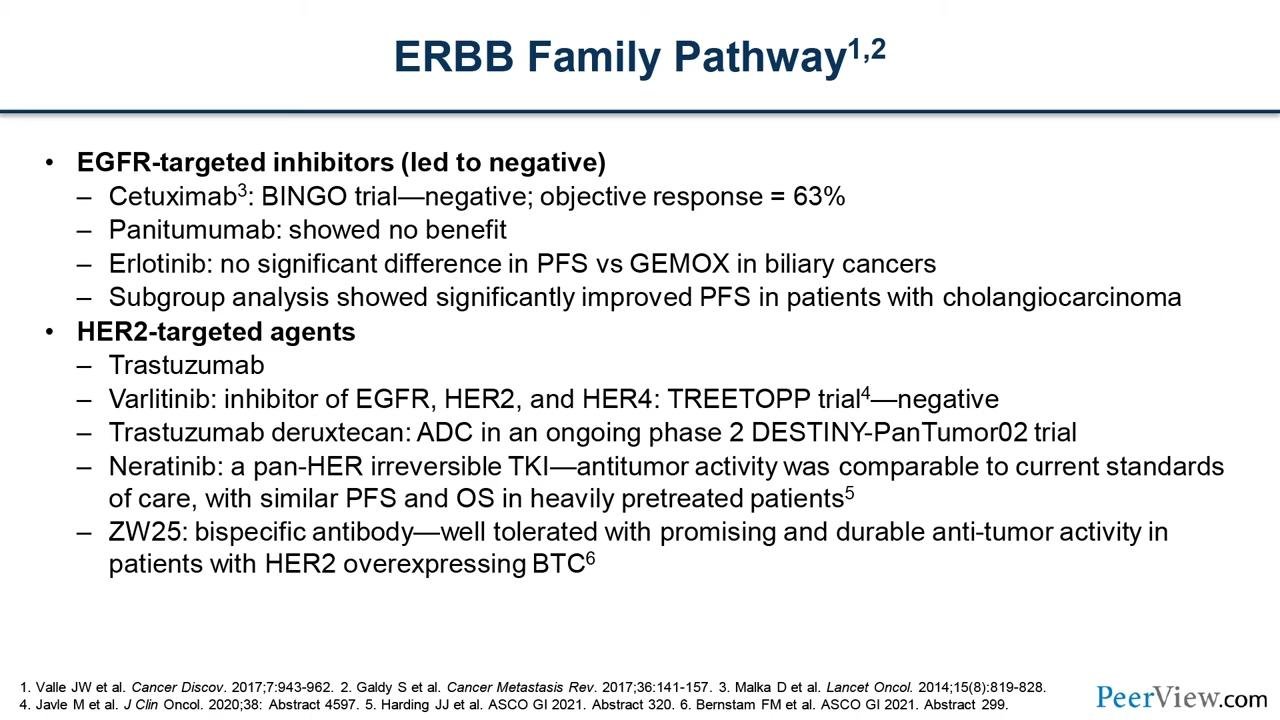 ERBB Family Pathway1,2
• EGFR-targeted inhibitors (led to negative)
– Cetuximab3: BINGO trial—negative; objective response = 63%
– Panitumumab: showed no benefit
– Erlotinib: no significant difference in PFS vs GEMOX in biliary cancers
– Subgroup analysis showed significantly improved PFS in patients with cholangiocarcinoma
• HER2-targeted agents
– Trastuzumab
– Varlitinib: inhibitor of EGFR, HER2, and HER4: TREETOPP trial4—negative
– Trastuzumab deruxtecan: ADC in an ongoing phase 2 DESTINY-PanTumor02 trial
– Neratinib: a pan-HER irreversible TKI—antitumor activity was comparable to current standards
of care, with similar PFS and OS in heavily pretreated patients5
– ZW25: bispecific antibody—well tolerated with promising and durable anti-tumor activity in
patients with HER2 overexpressing BTC6
1. Valle JW et al. Cancer Discov. 2017;7:943-962. 2. Galdy S et al. Cancer Metastasis Rev. 2017;36:141-157. 3. Malka D et al. Lancet Oncol. 2014;15(8):819-828.
4. Javle M et al. J Clin Oncol. 2020;38: Abstract 4597. 5. Harding JJ et al. ASCO GI 2021. Abstract 320. 6. Bernstam FM et al. ASCO GI 2021. Abstract 299.
PeerView.com